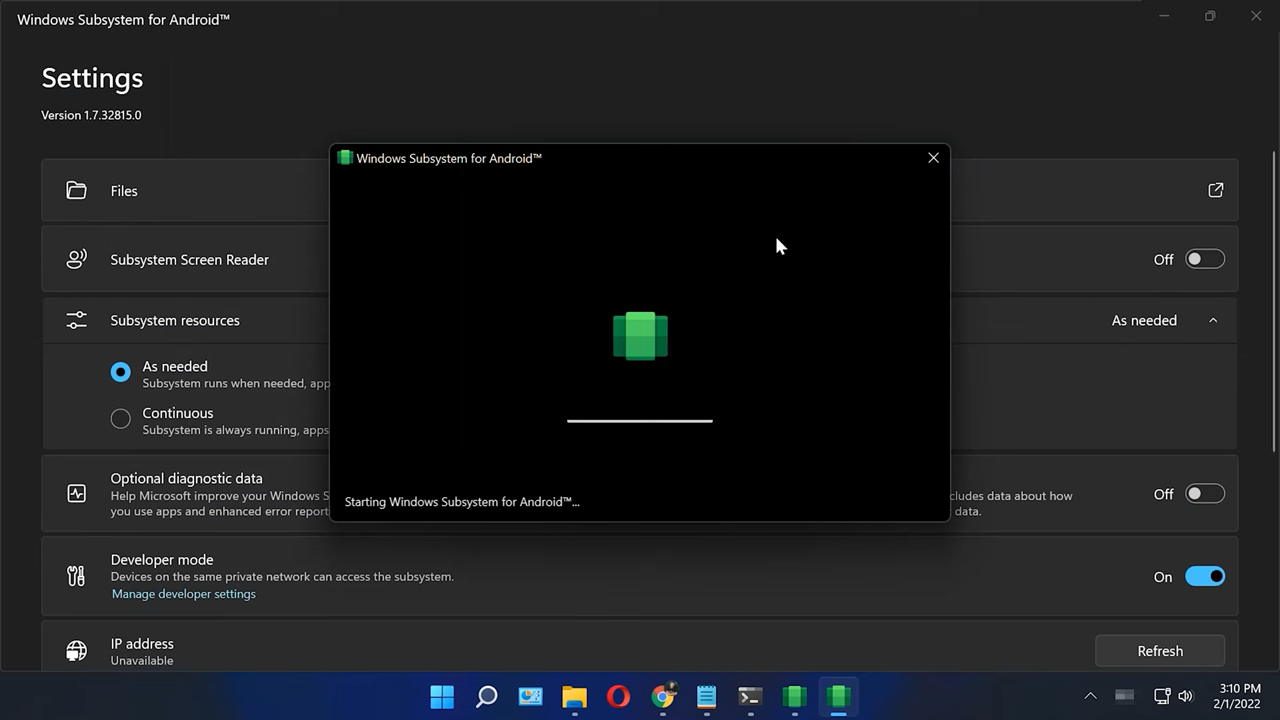 Windows Subsystem for Android™
Settings
Version 1.7.32815.0
Windows Subsystem for Android™
Files
Subsystem Screen Reader
Off
Subsystem resources
As needed
As needed
Subsystem runs when needed, app
Continuous
Subsystem is always running, apps
Starting Windows Subsystem for Android™...
Optional diagnostic data
Help Microsoft improve your Windows S
cludes data about how
you use apps and enhanced error report
data.
Off
Developer mode
Devices on the same private network can access the subsystem.
Manage developer settings
On
IP address
Unavailable
Refresh
3:10 PM
2/1/2022